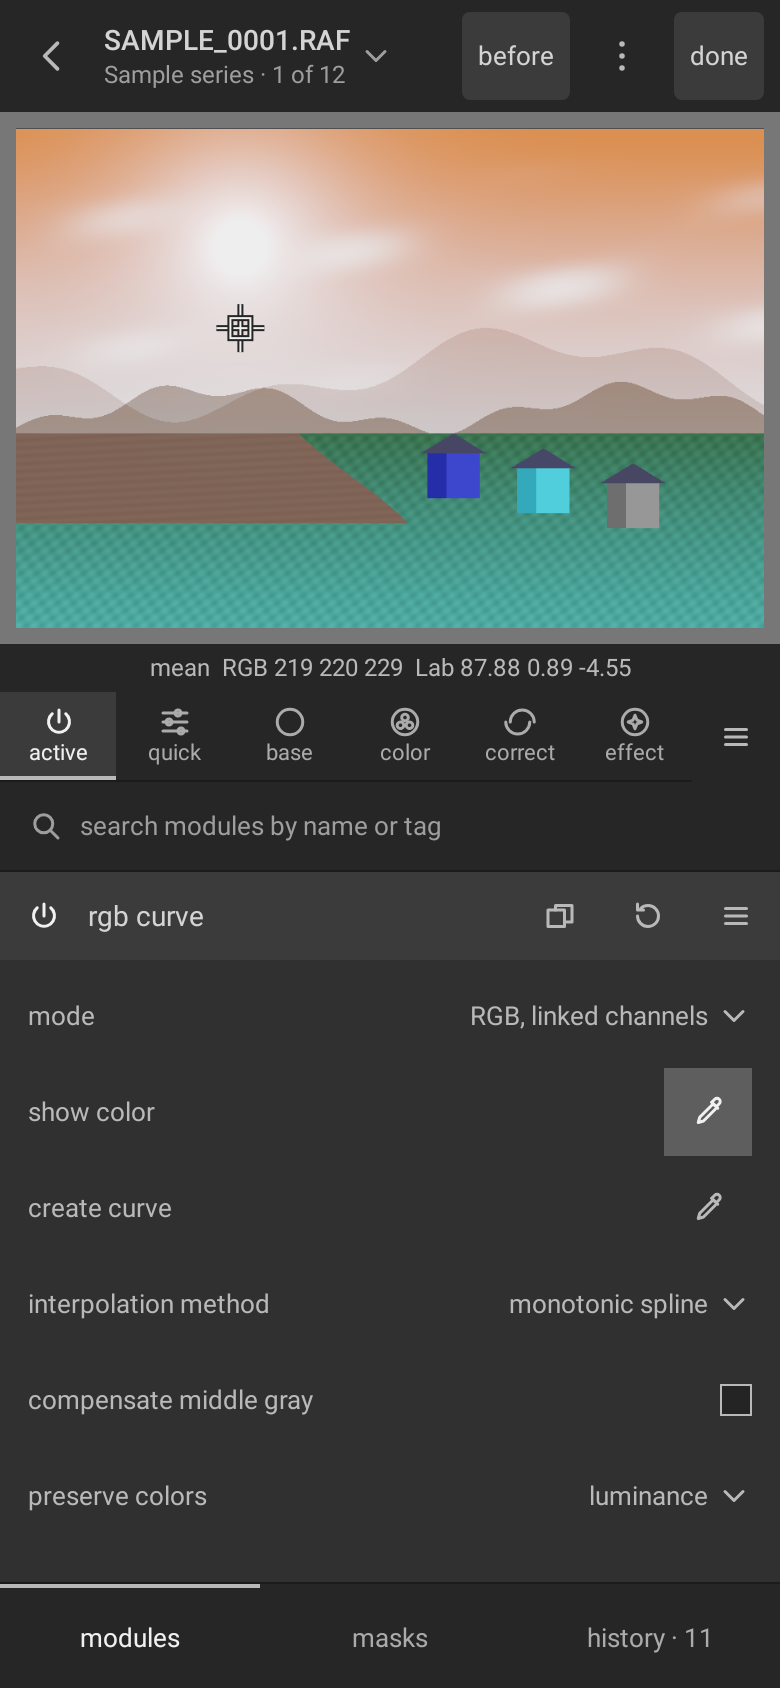 SAMPLE_0001.RAF
Sample series · 1 of 12
before
done
mean RGB 219 220 229 Lab 87.88 0.89 -4.55
active
quick
base
color
correct
effect
search modules by name or tag
rgb curve
mode
RGB, linked channels
show color
create curve
interpolation method
monotonic spline
compensate middle gray
preserve colors
luminance
modules
masks
history · 11